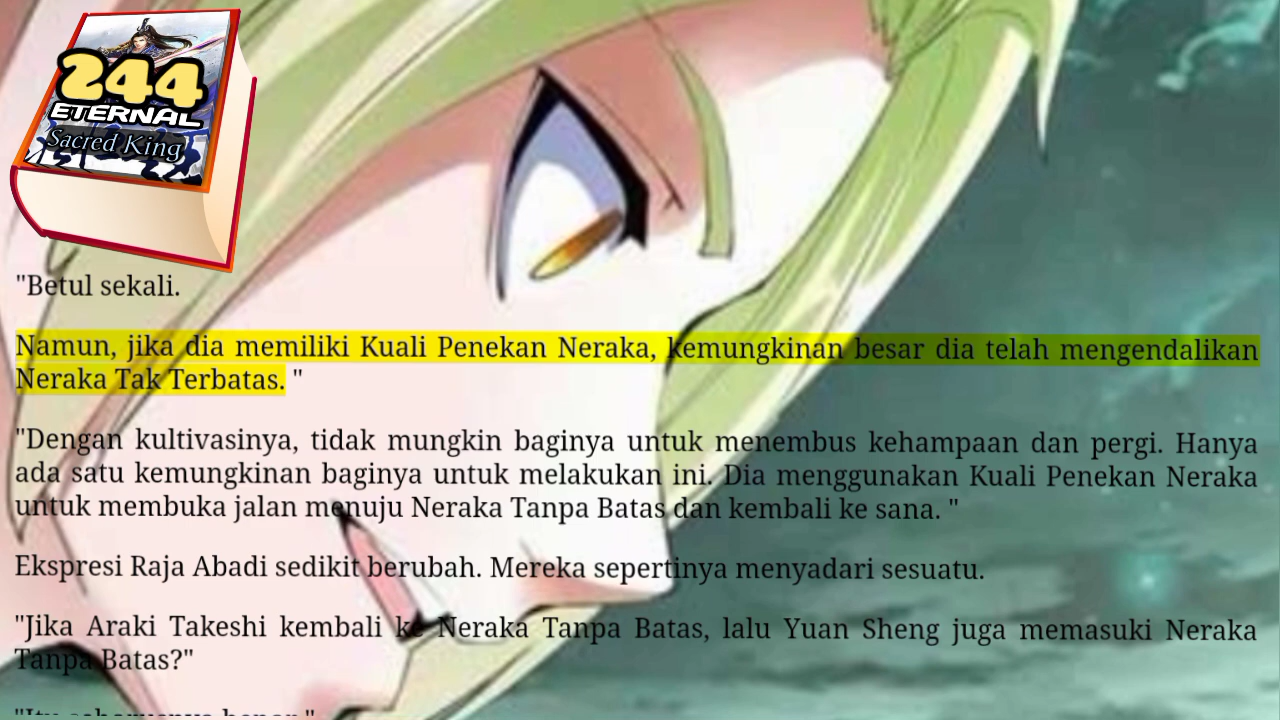 244
ETERNAL
Sacred King
"Betul sekali.
Namun, jika dia memiliki Kuali Penekan Neraka, kemungkinan besar dia telah mengendalikan
Neraka Tak Terbatas. "
"Dengan kultivasinya, tidak mungkin baginya untuk menembus kehampaan dan pergi. Hanya
ada satu kemungkinan baginya untuk melakukan ini. Dia menggunakan Kuali Penekan Neraka
untuk membuka jalan menuju Neraka Tanpa Batas dan kembali ke sana. "
Ekspresi Raja Abadi sedikit berubah. Mereka sepertinya menyadari sesuatu.
"Jika Araki Takeshi kembali ke Neraka Tanpa Batas, lalu Yuan Sheng juga memasuki Neraka
Tanpa Batas?"